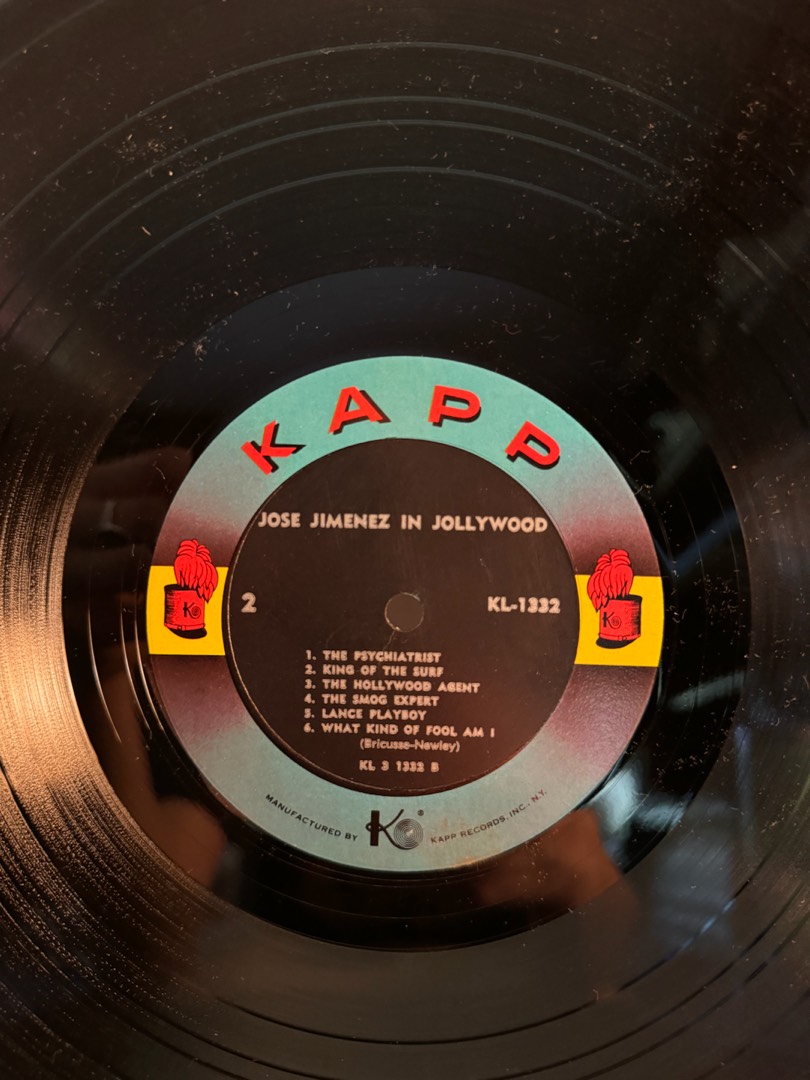 KAPP
JOSE JIMENEZ IN JOLLYWOOD
2 KL-1332
1. THE PSYCHIATRIST
2. KING OF THE SURF
3. THE HOLLYWOOD AGENT
4. THE SMOG EXPERT
5. LANCE PLAYBOY
6. WHAT KIND OF FOOL AM I
(Bricusse-Newley)
KL 3 1332 B
K
K
MANUFACTURED BY K ® KAPP RECORDS, INC., N.Y.